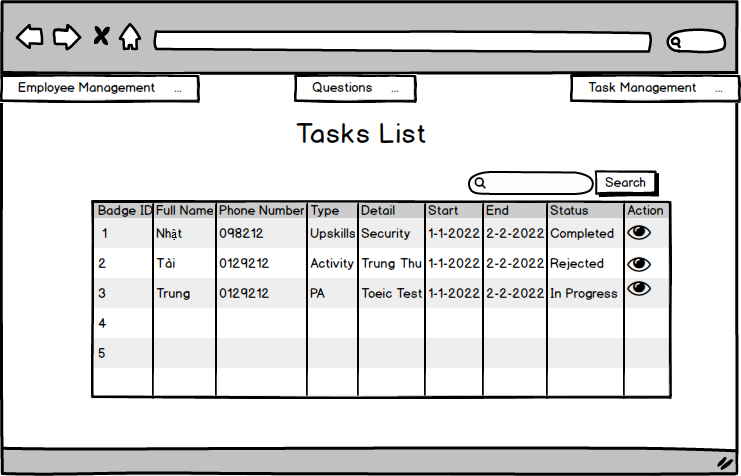 Employee Management ... Questions ... Task Management ...
Tasks List
Search
Badge ID Full Name Phone Number Type Detail Start End Status Action
1 Nhật 098212 Upskills Security 1-1-2022 2-2-2022 Completed
2 Tài 0129212 Activity Trung Thu 1-1-2022 2-2-2022 Rejected
3 Trung 0129212 PA Toeic Test 1-1-2022 2-2-2022 In Progress
4
5